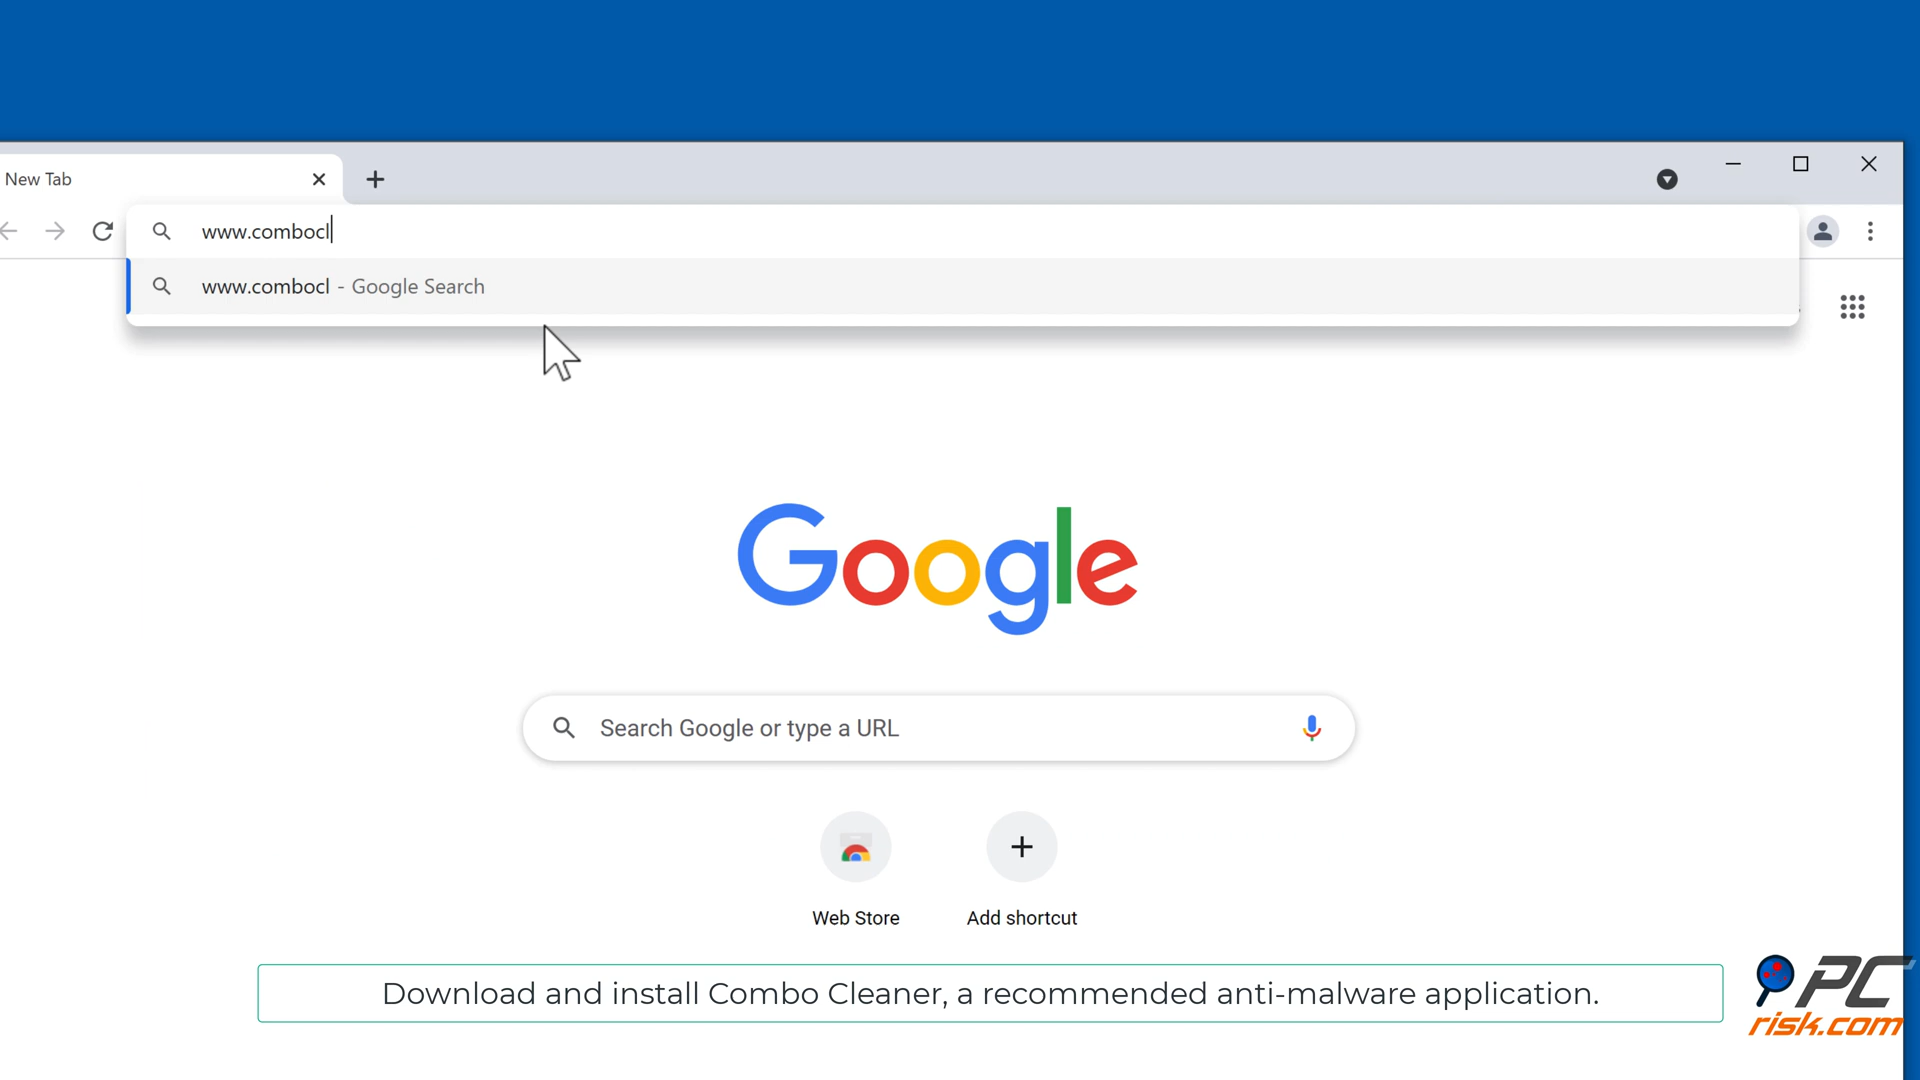 New Tab
www.combocl
www.combocl - Google Search
Google
Search Google or type a URL
Web Store
Add shortcut
Download and install Combo Cleaner, a recommended anti-malware application.
PC
risk.com